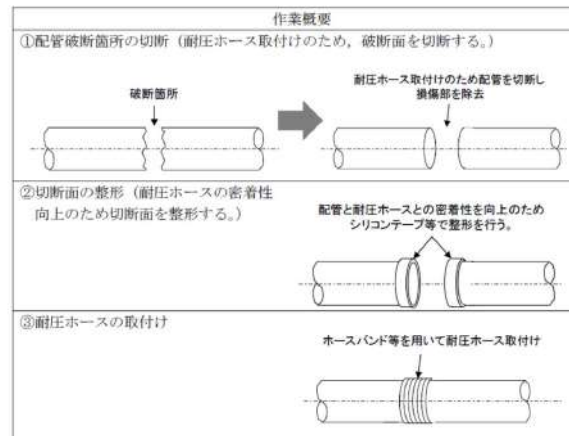 作業概要
①配管破断箇所の切断（耐圧ホース取付けのため，破断面を切断する。）
破断箇所
耐圧ホース取付けのため配管を切断し
損傷部を除去
②切断面の整形（耐圧ホースの密着性
向上のため切断面を整形する。）
配管と耐圧ホースとの密着性を向上のため
シリコンテープ等で整形を行う。
③耐圧ホースの取付け
ホースバンド等を用いて耐圧ホース取付け